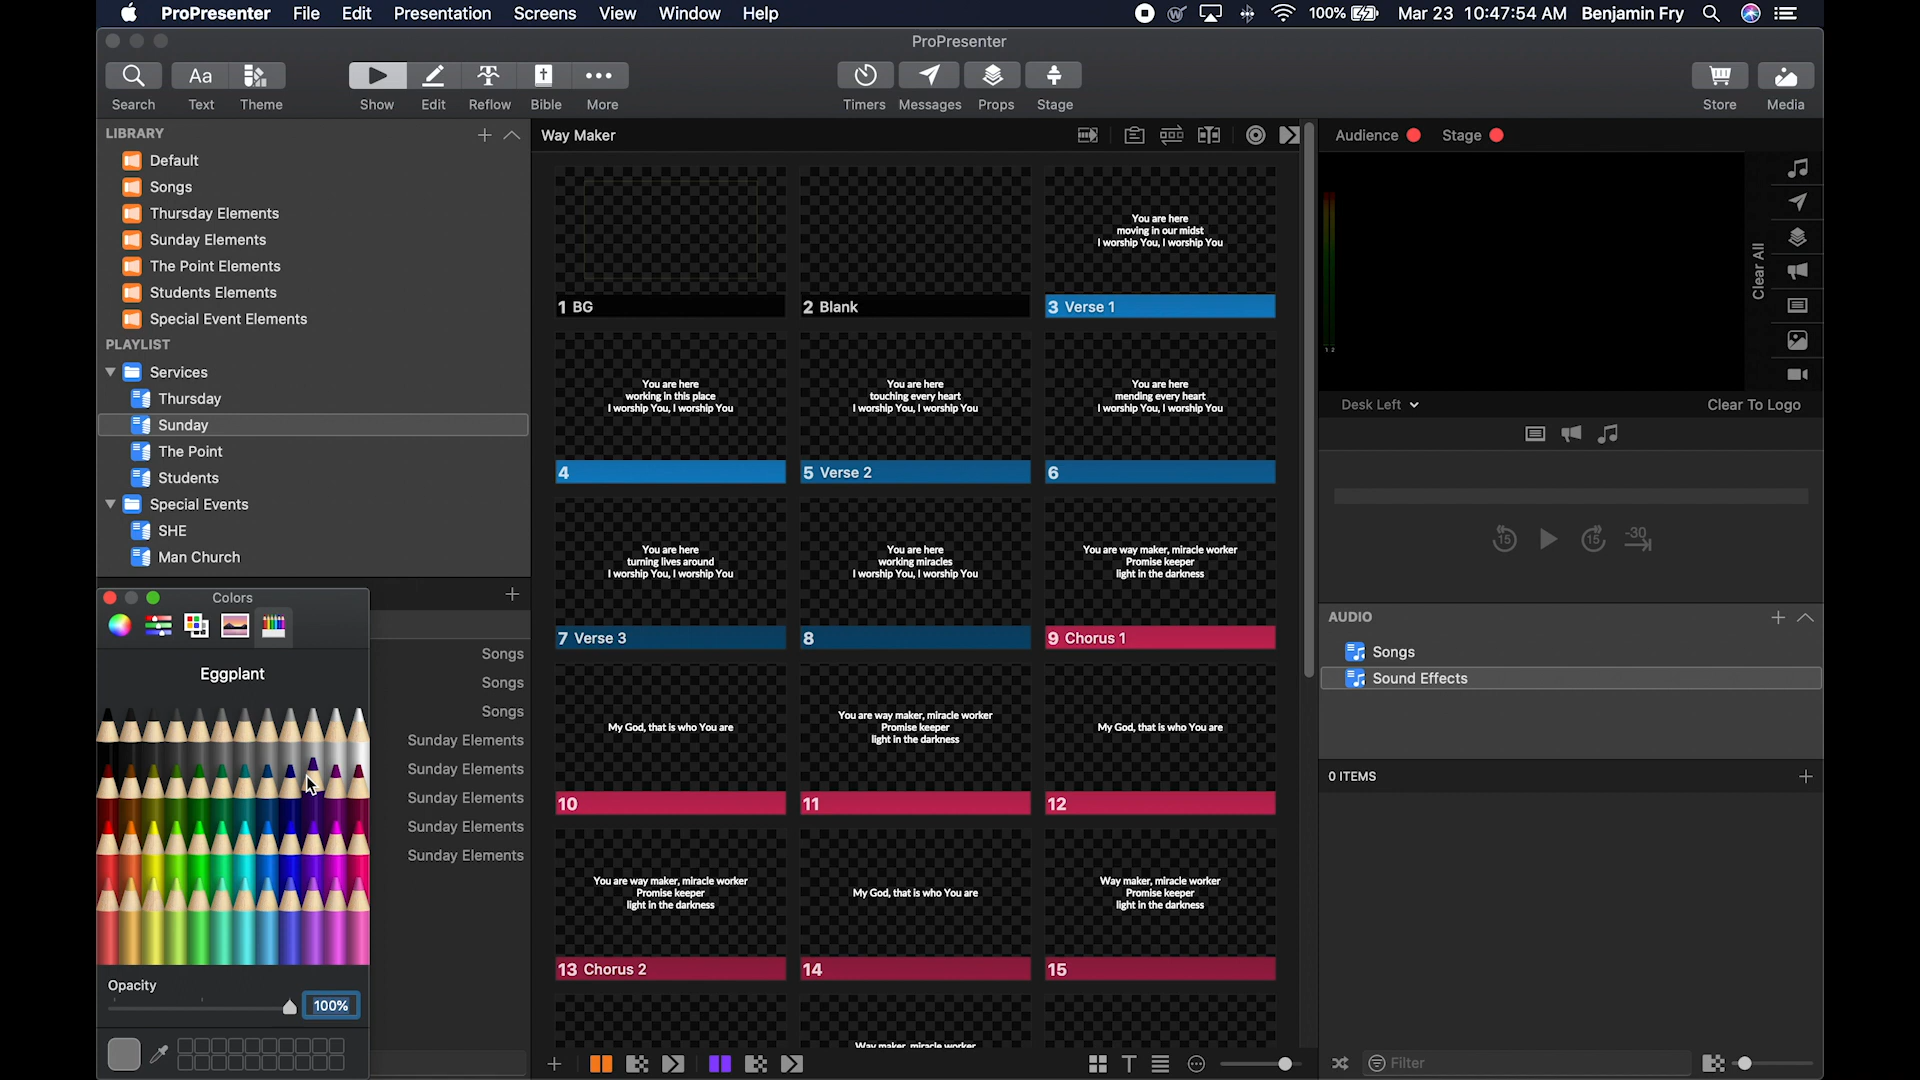 ProPresenter File Edit Presentation Screens View Window Help
100% Mar 23 10:47:54 AM Benjamin Fry
ProPresenter
Aa
Search Text Theme Show Edit Reflow Bible More Timers Messages Props Stage Store Media
LIBRARY
Default
Songs
Thursday Elements
Sunday Elements
The Point Elements
Students Elements
Special Event Elements
PLAYLIST
Services
Thursday
Sunday
The Point
Students
Special Events
SHE
Man Church
Colors
Eggplant
Opacity
100%
Songs
Songs
Songs
Sunday Elements
Sunday Elements
Sunday Elements
Sunday Elements
Sunday Elements
Way Maker
1 BG
2 Blank
You are here
moving in our midst
I worship You, I worship You
3 Verse 1
You are here
working in this place
I worship You, I worship You
4
You are here
touching every heart
I worship You, I worship You
5 Verse 2
You are here
mending every heart
I worship You, I worship You
6
You are here
turning lives around
I worship You, I worship You
7 Verse 3
You are here
working miracles
I worship You, I worship You
8
You are way maker, miracle worker
Promise keeper
light in the darkness
9 Chorus 1
My God, that is who You are
10
You are way maker, miracle worker
Promise keeper
light in the darkness
11
My God, that is who You are
12
You are way maker, miracle worker
Promise keeper
light in the darkness
13 Chorus 2
My God, that is who You are
14
Way maker, miracle worker
Promise keeper
light in the darkness
15
Way maker, miracle worker
Audience Stage
1 2
Clear All
Desk Left
Clear To Logo
15
15
-30
AUDIO
Songs
Sound Effects
0 ITEMS
Filter